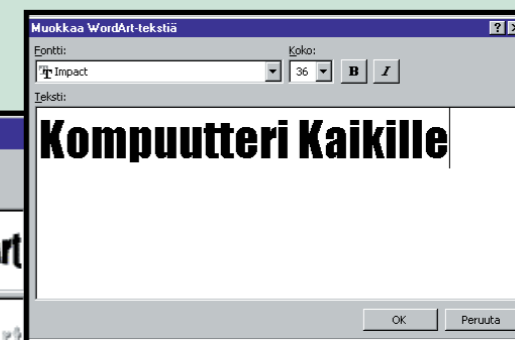 Muokkaa WordArt-tekstiä
Fontti:
Koko:
Impact
36
B
I
Teksti:
Kompuutteri Kaikille
OK
Peruuta